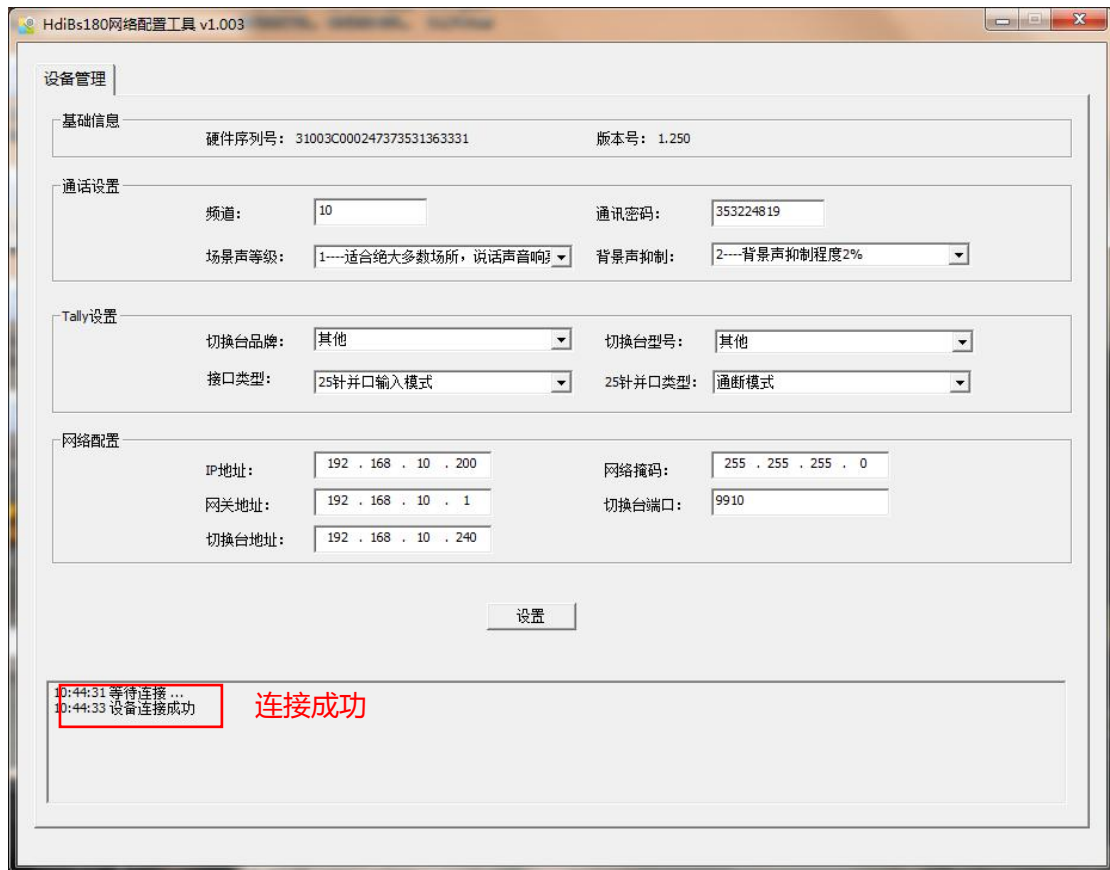 HdiBs180网络配置工具 v1.003
设备管理
基础信息
硬件序列号: 31003C000247373531363331 版本号: 1.250
通话设置
频道: 10 通讯密码: 353224819
场景声等级: 1----适合绝大多数场所，说话声音响 背景声抑制: 2----背景声抑制程度2%
Tally设置
切换台品牌: 其他 切换台型号: 其他
接口类型: 25针并口输入模式 25针并口类型: 通断模式
网络配置
IP地址: 192 . 168 . 10 . 200 网络掩码: 255 . 255 . 255 . 0
网关地址: 192 . 168 . 10 . 1 切换台端口: 9910
切换台地址: 192 . 168 . 10 . 240
设置
10:44:31 等待连接 ...
10:44:33 设备连接成功
连接成功